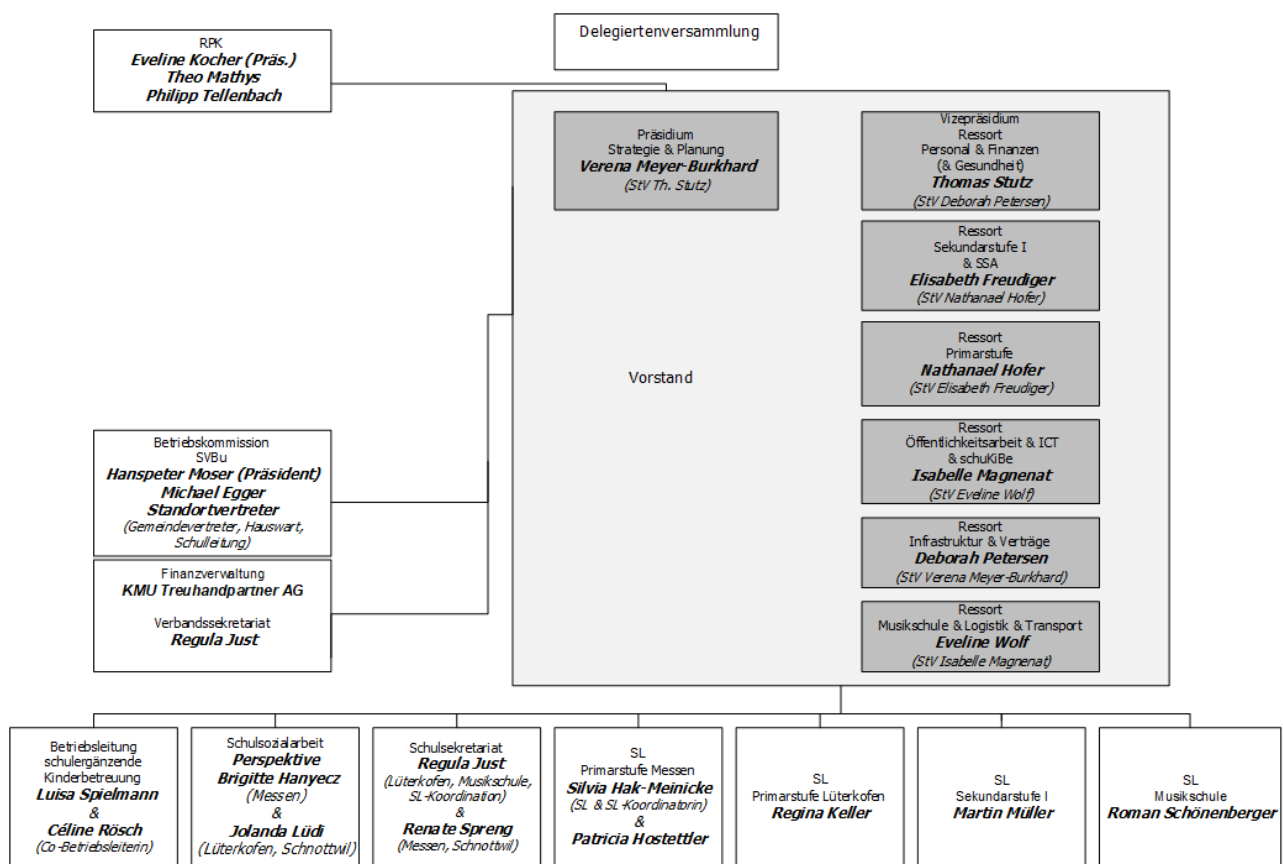 Delegiertenversammlung
RPK
Eveline Kocher (Präs.)
Theo Mathys
Philipp Tellenbach
Präsidium
Strategie & Planung
Verena Meyer-Burkhard
(StV Th. Stutz)
Vizepräsidium
Ressort
Personal & Finanzen
(& Gesundheit)
Thomas Stutz
(StV Deborah Petersen)
Ressort
Sekundarstufe I
& SSA
Elisabeth Freudiger
(StV Nathanael Hofer)
Ressort
Primarstufe
Nathanael Hofer
(StV Elisabeth Freudiger)
Vorstand
Ressort
Öffentlichkeitsarbeit & ICT
& schuKiBe
Isabelle Magnenat
(StV Eveline Wolf)
Ressort
Infrastruktur & Verträge
Deborah Petersen
(StV Verena Meyer-Burkhard)
Ressort
Musikschule & Logistik & Transport
Eveline Wolf
(StV Isabelle Magnenat)
Betriebskommission
SVBu
Hanspeter Moser (Präsident)
Michael Egger
Standortvertreter
(Gemeindevertreter, Hauswart,
Schulleitung)
Finanzverwaltung
KMU Treuhandpartner AG
Verbandssekretariat
Regula Just
Betriebsleitung
schulergänzende
Kinderbetreuung
Luisa Spielmann
&
Céline Rösch
(Co-Betriebsleiterin)
Schulsozialarbeit
Perspektive
Brigitte Hanyecz
(Messen)
&
Jolanda Lüdi
(Lüterkofen, Schnottwil)
Schulsekretariat
Regula Just
(Lüterkofen, Musikschule,
SL-Koordination)
&
Renate Spreng
(Messen, Schnottwil)
SL
Primarstufe Messen
Silvia Hak-Meinicke
(SL & SL-Koordinatorin)
&
Patricia Hostettler
SL
Primarstufe Lüterkofen
Regina Keller
SL
Sekundarstufe I
Martin Müller
SL
Musikschule
Roman Schönenberger